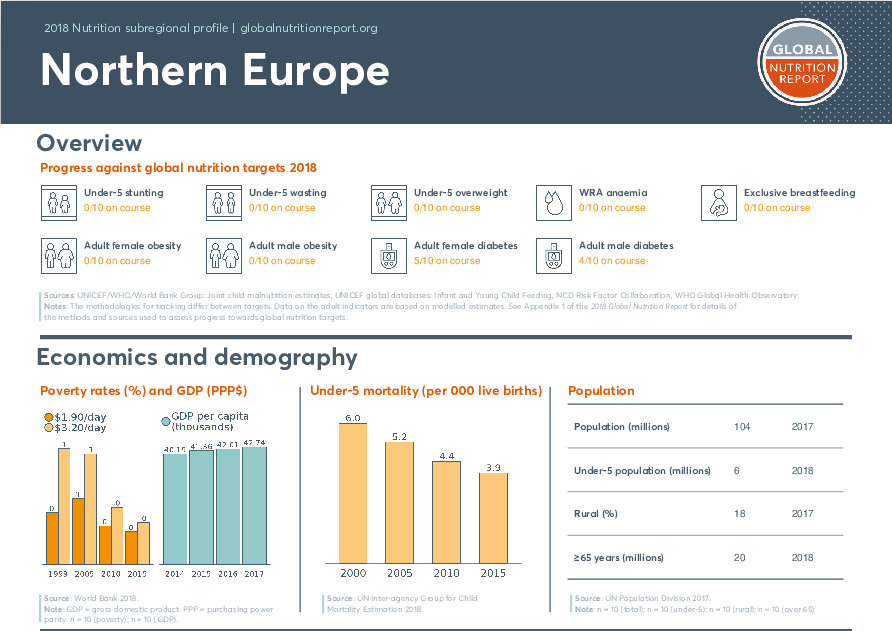 2018 Nutrition subregional profile | globalnutritionreport.org
Northern Europe
GLOBAL
NUTRITION
REPORT
Overview
Progress against global nutrition targets 2018
Under-5 stunting
0/10 on course
Under-5 wasting
0/10 on course
Under-5 overweight
0/10 on course
WRA anaemia
0/10 on course
Exclusive breastfeeding
0/10 on course
Adult female obesity
0/10 on course
Adult male obesity
0/10 on course
Adult female diabetes
5/10 on course
Adult male diabetes
4/10 on course
Sources: UNICEF/WHO/World Bank Group: Joint child malnutrition estimates, UNICEF global databases: Infant and Young Child Feeding, NCD Risk Factor Collaboration, WHO Global Health Observatory.
Notes: The methodologies for tracking differ between targets. Data on the adult indicators are based on modelled estimates. See Appendix 1 of the 2018 Global Nutrition Report for details of
the methods and sources used to assess progress towards global nutrition targets.
Economics and demography
Poverty rates (%) and GDP (PPP$)
$1.90/day
$3.20/day
0 1 1 1 0 0 0 0
1999 2005 2010 2015
GDP per capita
(thousands)
40.19 41.36 42.01 42.74
2014 2015 2016 2017
Source: World Bank 2018.
Note: GDP = gross domestic product. PPP = purchasing power
parity. n = 10 (poverty); n = 10 (GDP).
Under-5 mortality (per 000 live births)
6.0
5.2
4.4
3.9
2000 2005 2010 2015
Source: UN Inter-agency Group for Child
Mortality Estimation 2018.
Population
Population (millions) 104 2017
Under-5 population (millions) 6 2018
Rural (%) 18 2017
≥65 years (millions) 20 2018
Source: UN Population Division 2017.
Note: n = 10 (total); n = 10 (under-5); n = 10 (rural); n = 10 (over 65)